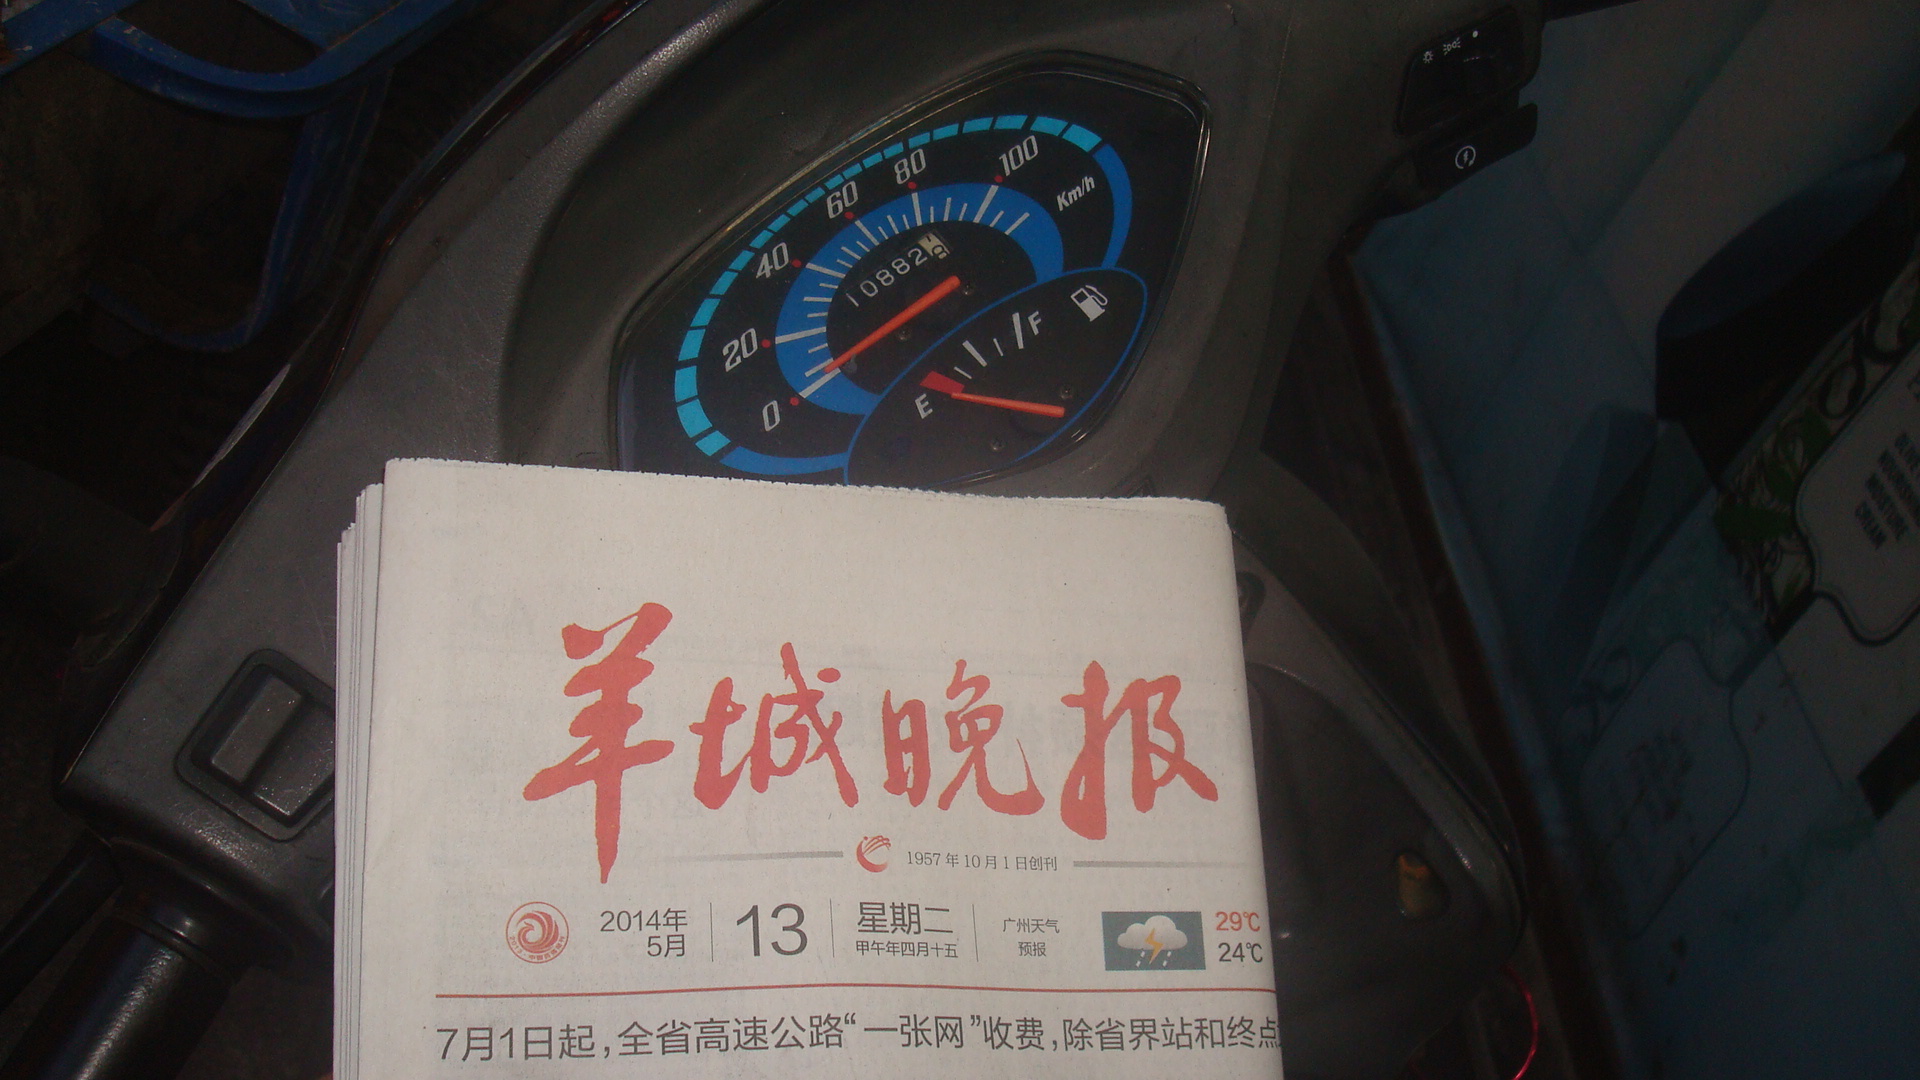 100
80
60
40
20
0
Km/h
10882
F
E
羊城晚报
1957年10月1日创刊
2014年
5月
13
星期二
甲午年四月十五
广州天气
预报
29℃
24℃
7月1日起，全省高速公路“一张网”收费，除省界站和终点
MOISTURE
CREAM